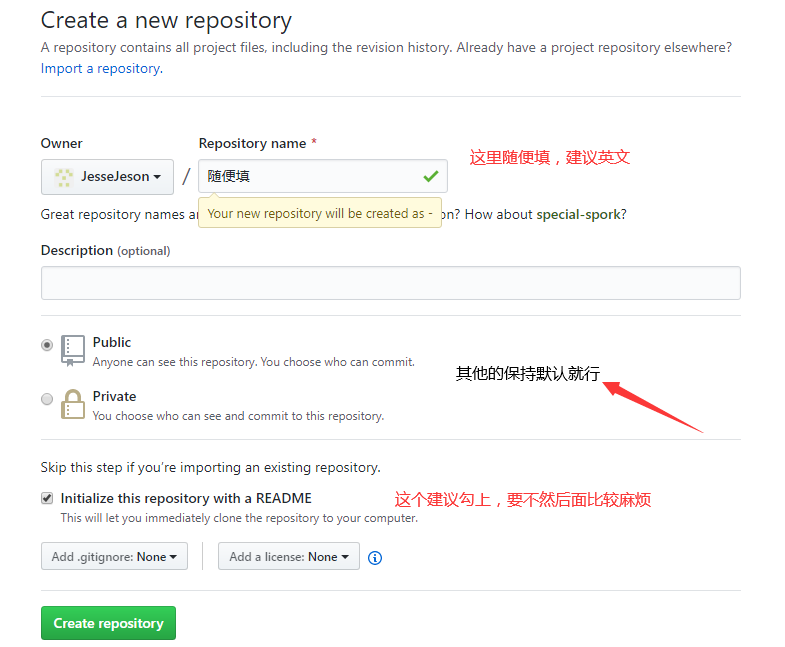 Create a new repository
A repository contains all project files, including the revision history. Already have a project repository elsewhere?
Import a repository.
Owner
Repository name *
JesseJeson
/
随便填
这里随便填，建议英文
Great repository names a
Your new repository will be created as -
on? How about special-spork?
Description (optional)
Public
Anyone can see this repository. You choose who can commit.
其他的保持默认就行
Private
You choose who can see and commit to this repository.
Skip this step if you’re importing an existing repository.
Initialize this repository with a README
这个建议勾上，要不然后面比较麻烦
This will let you immediately clone the repository to your computer.
Add .gitignore: None
Add a license: None
Create repository